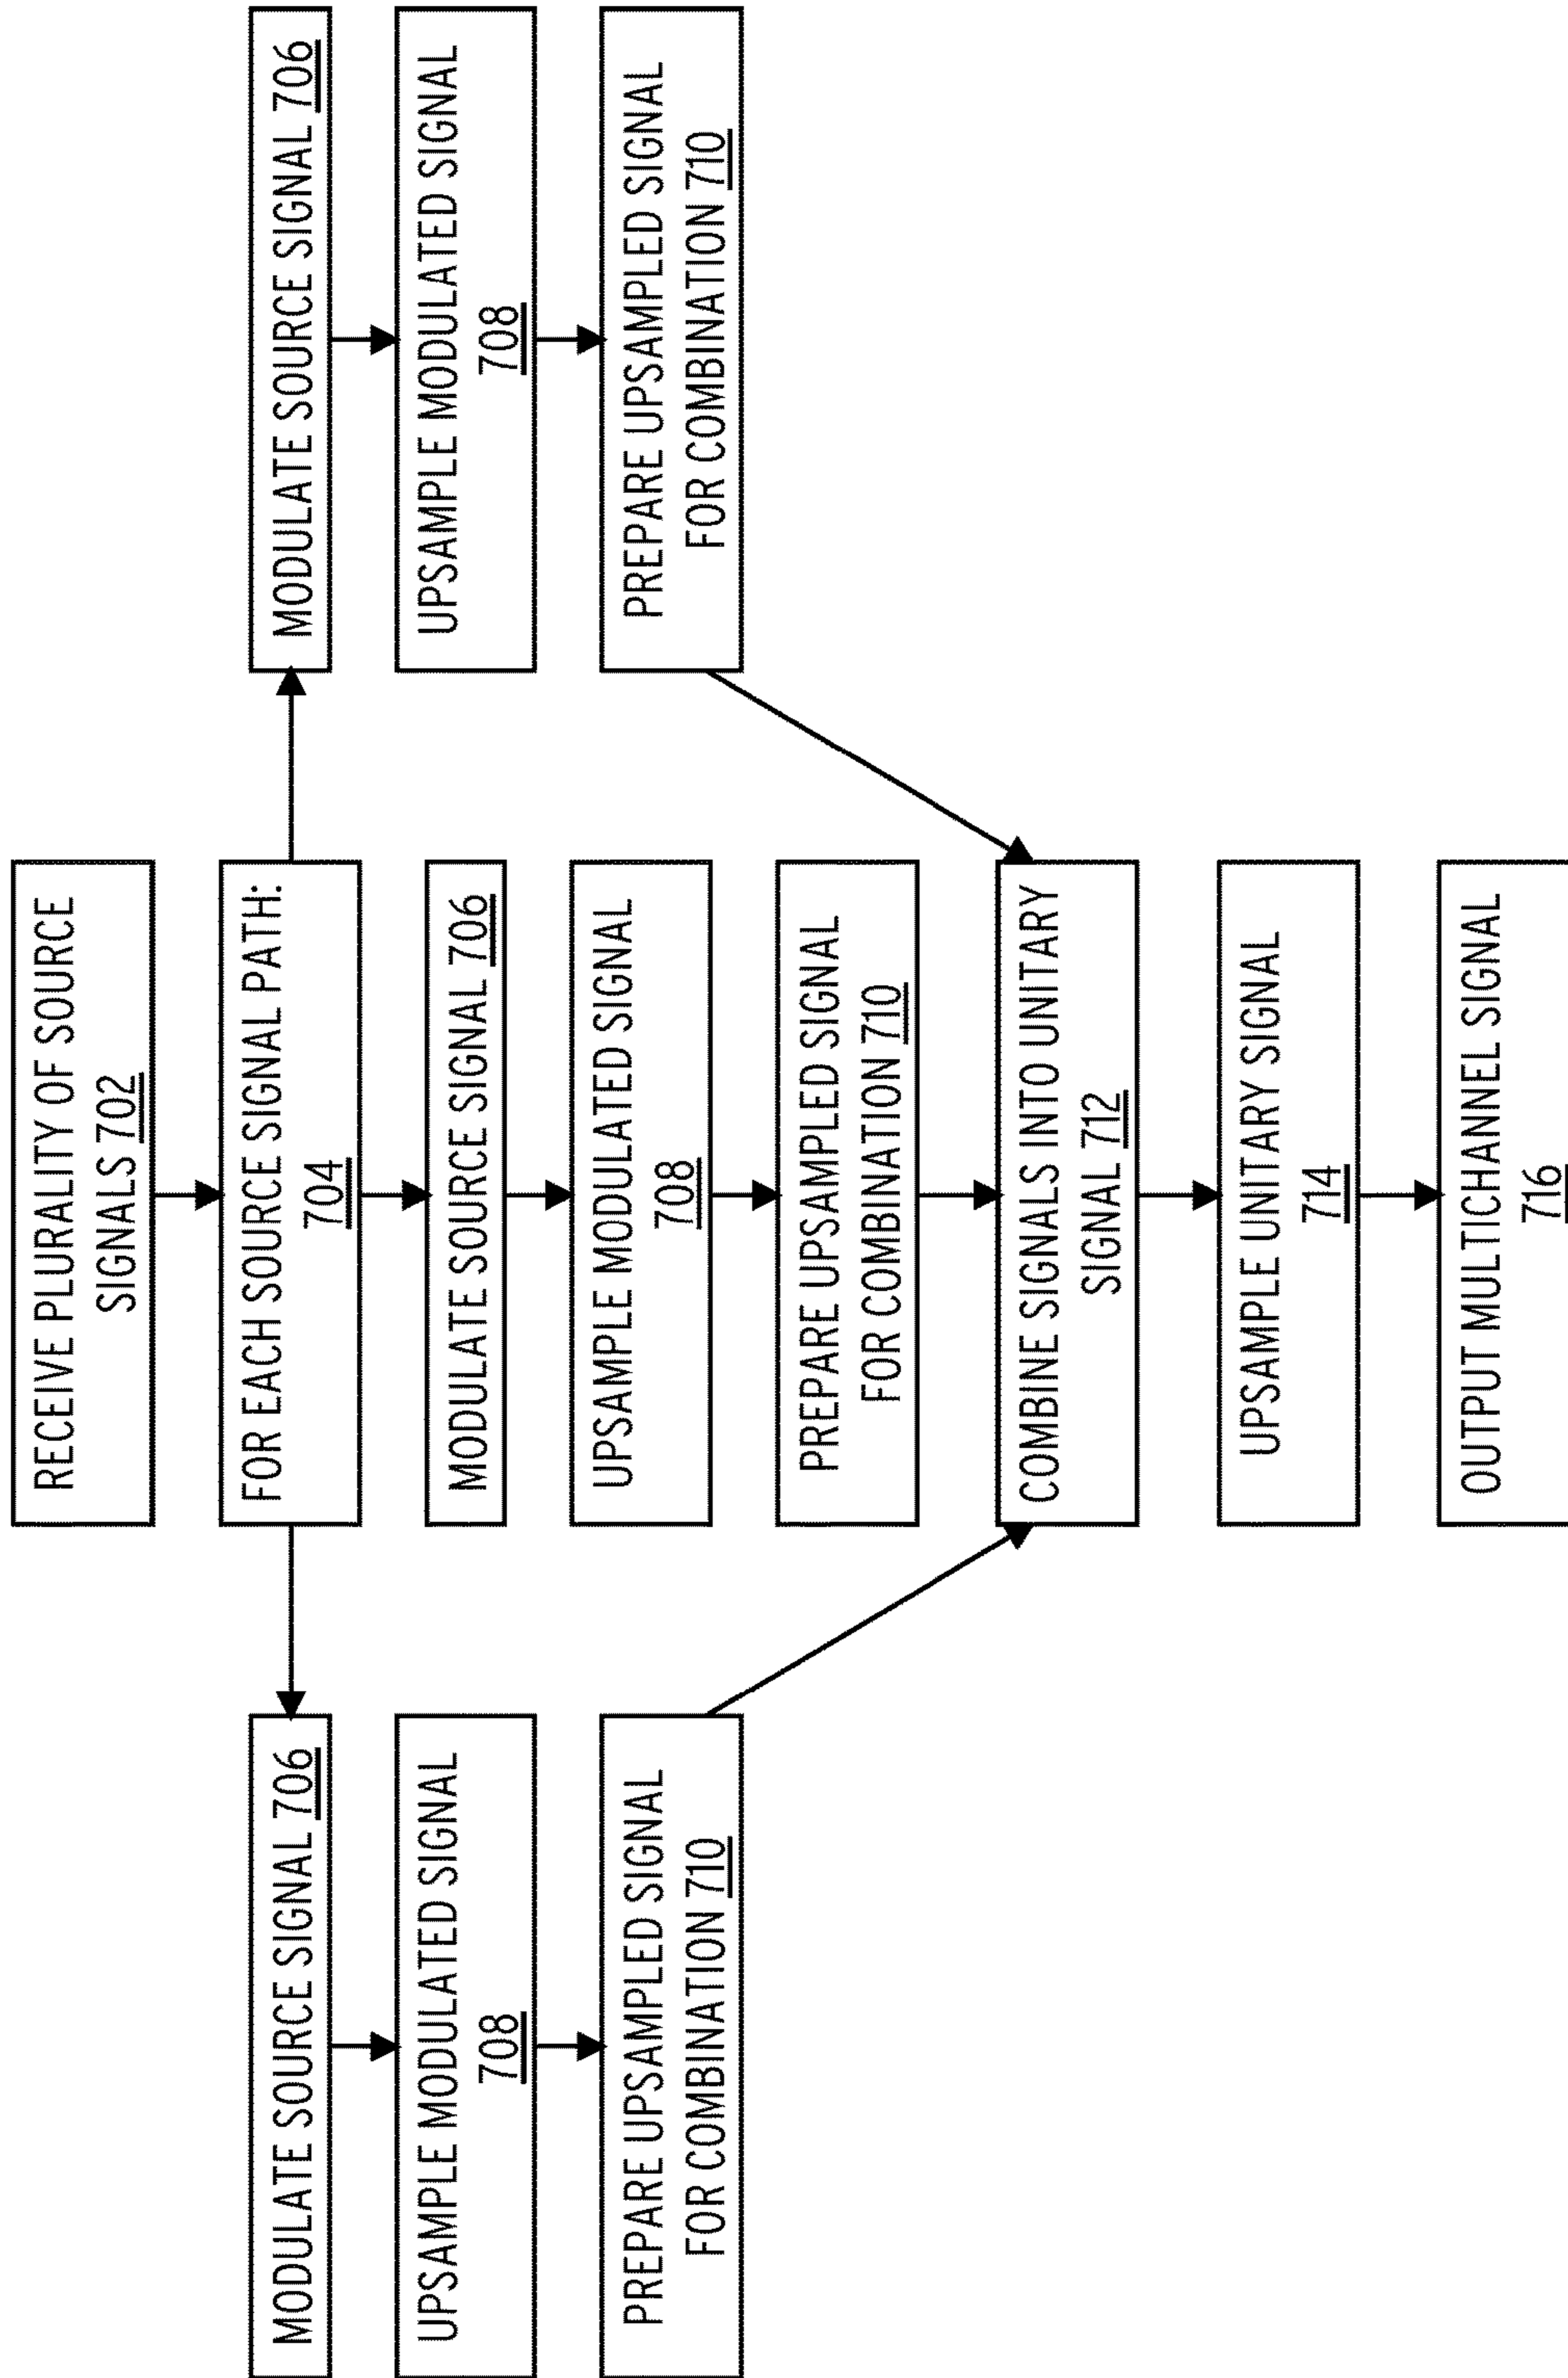 RECEIVE PLURALITY OF SOURCE
SIGNALS 702
FOR EACH SOURCE SIGNAL PATH:
704
MODULATE SOURCE SIGNAL 706
UPSAMPLE MODULATED SIGNAL
708
PREPARE UPSAMPLED SIGNAL
FOR COMBINATION 710
MODULATE SOURCE SIGNAL 706
UPSAMPLE MODULATED SIGNAL
708
PREPARE UPSAMPLED SIGNAL
FOR COMBINATION 710
MODULATE SOURCE SIGNAL 706
UPSAMPLE MODULATED SIGNAL
708
PREPARE UPSAMPLED SIGNAL
FOR COMBINATION 710
COMBINE SIGNALS INTO UNITARY
SIGNAL 712
UPSAMPLE UNITARY SIGNAL
714
OUTPUT MULTICHANNEL SIGNAL
716